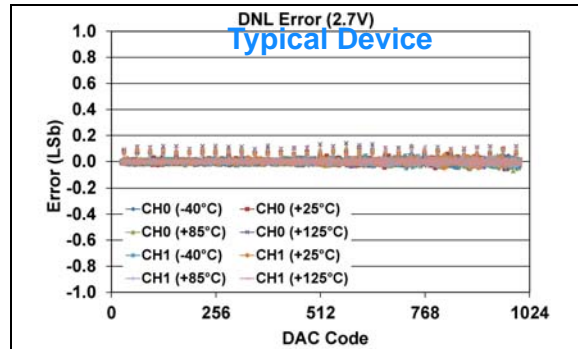 DNL Error (2.7V)
Typical Device
1.0
0.8
0.6
0.4
0.2
0.0
-0.2
-0.4
-0.6
-0.8
-1.0
Error (LSb)
CH0 (-40°C) CH0 (+25°C)
CH0 (+85°C) CH0 (+125°C)
CH1 (-40°C) CH1 (+25°C)
CH1 (+85°C) CH1 (+125°C)
0 256 512 768 1024
DAC Code